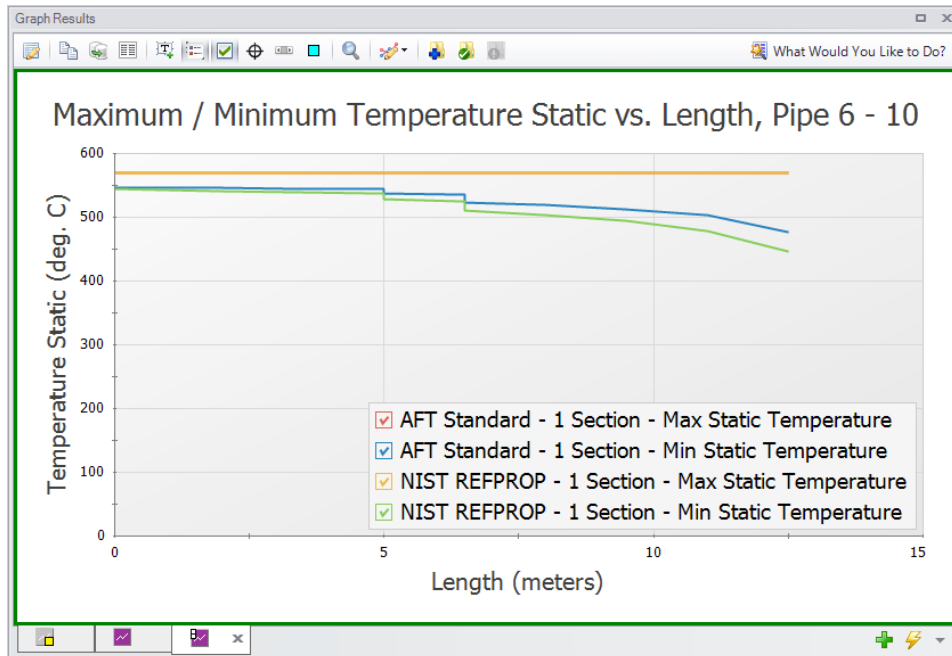 Graph Results
What Would You Like to Do?
Maximum / Minimum Temperature Static vs. Length, Pipe 6 - 10
Temperature Static (deg. C)
600
500
400
300
200
100
0
AFT Standard - 1 Section - Max Static Temperature
AFT Standard - 1 Section - Min Static Temperature
NIST REFPROP - 1 Section - Max Static Temperature
NIST REFPROP - 1 Section - Min Static Temperature
0 5 10 15
Length (meters)